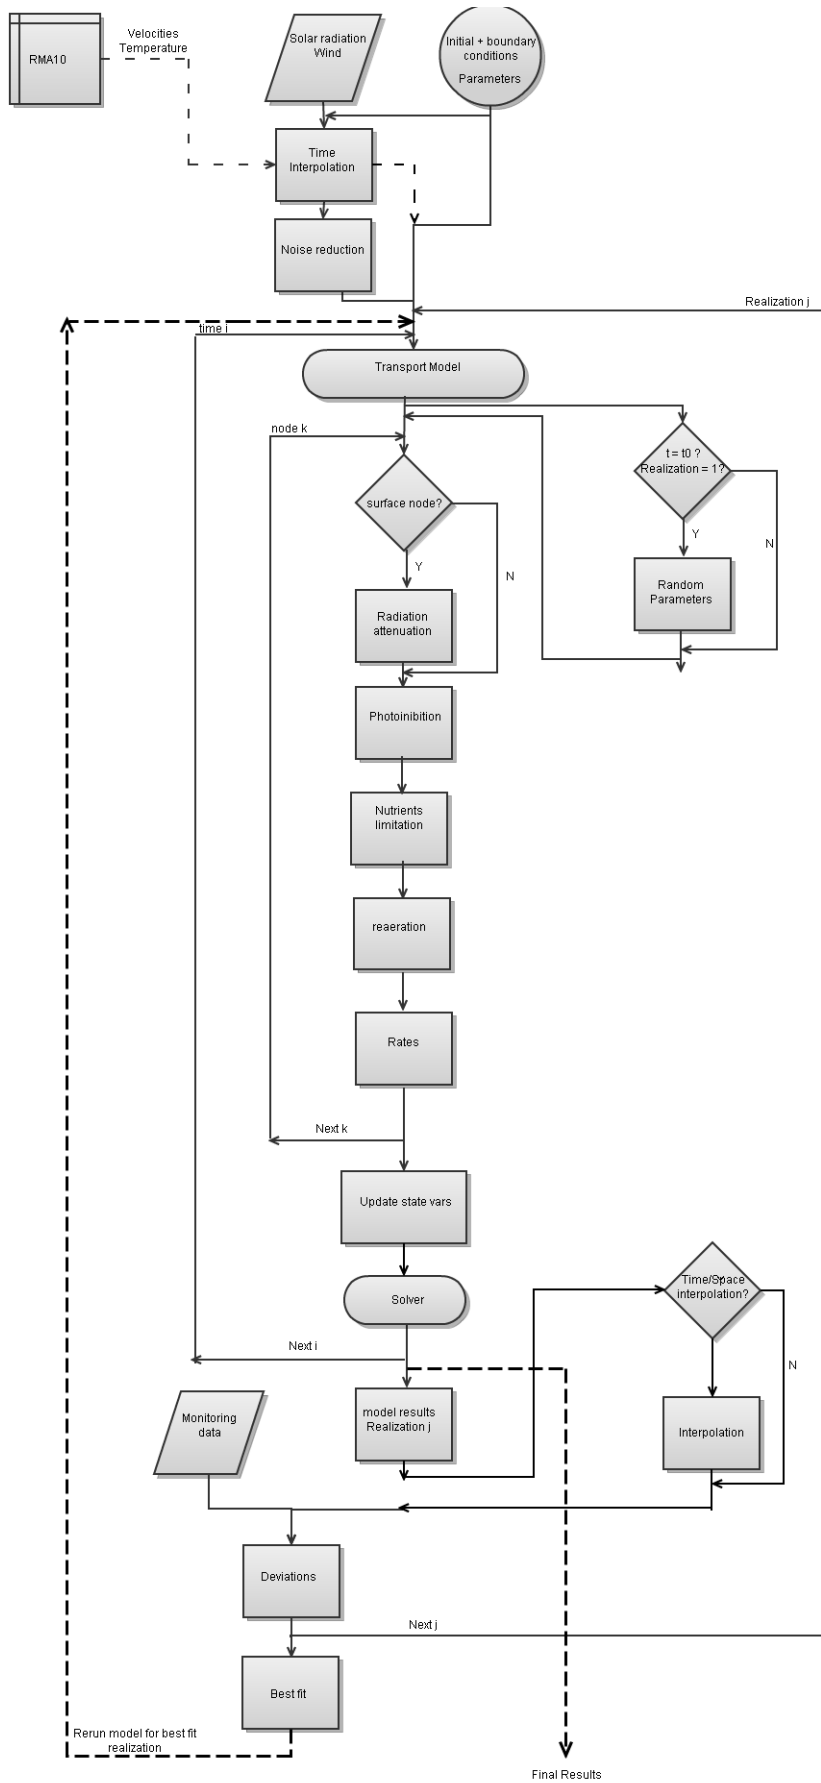 Velocities
Temperature
RMA10
Solar radiation
Wind
Initial + boundary
conditions
Parameters
Time
Interpolation
Noise reduction
Realization j
time i
Transport Model
node k
t = t0 ?
Realization = 1?
surface node?
Y
N
Y
N
Radiation
attenuation
Random
Parameters
Photoinibition
Nutrients
limitation
reaeration
Rates
Next k
Update state vars
Time/Space
interpolation?
Y
Solver
Next i
N
Monitoring
data
model results
Realization j
Interpolation
Deviations
Next j
Best fit
Rerun model for best fit
realization
Final Results